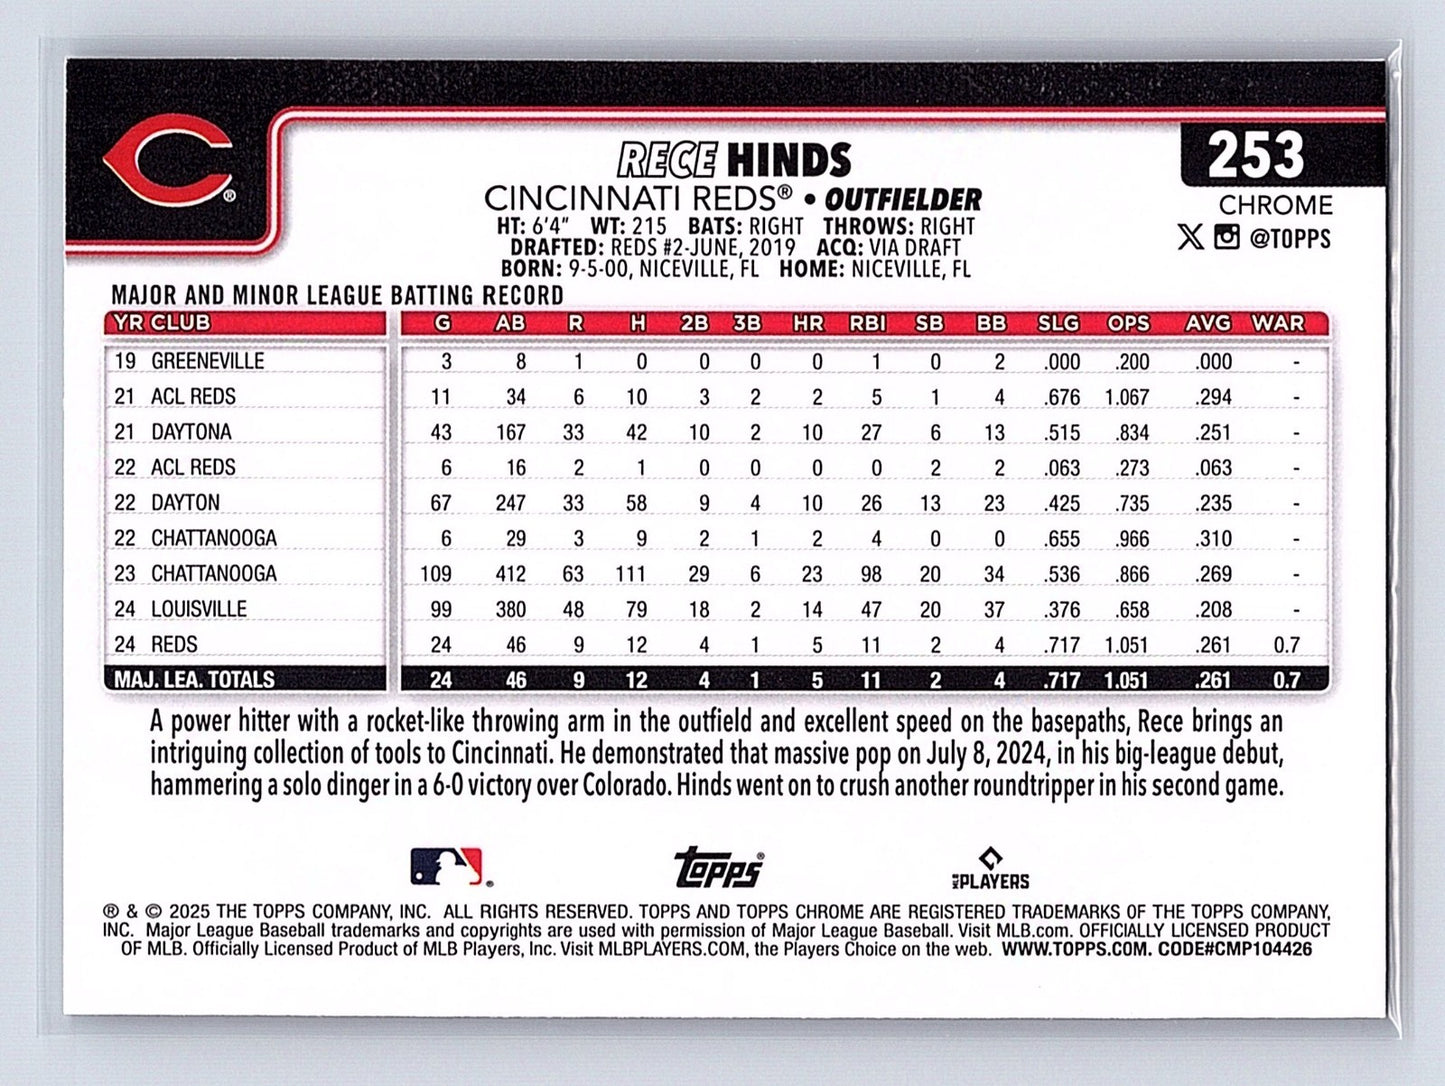 253
RECE HINDS
CHROME
CINCINNATI REDS® • OUTFIELDER
@TOPPS
HT: 6'4" WT: 215 BATS: RIGHT THROWS: RIGHT
DRAFTED: REDS #2-JUNE, 2019 ACQ: VIA DRAFT
BORN: 9-5-00, NICEVILLE, FL HOME: NICEVILLE, FL
MAJOR AND MINOR LEAGUE BATTING RECORD
YR CLUB G AB R H 2B 3B HR RBI SB BB SLG OPS AVG WAR
19 GREENEVILLE 3 8 1 0 0 0 0 1 0 2 .000 .200 .000 -
21 ACL REDS 11 34 6 10 3 2 2 5 1 4 .676 1.067 .294 -
21 DAYTONA 43 167 33 42 10 2 10 27 6 13 .515 .834 .251 -
22 ACL REDS 6 16 2 1 0 0 0 0 2 2 .063 .273 .063 -
22 DAYTON 67 247 33 58 9 4 10 26 13 23 .425 .735 .235 -
22 CHATTANOOGA 6 29 3 9 2 1 2 4 0 0 .655 .966 .310 -
23 CHATTANOOGA 109 412 63 111 29 6 23 98 20 34 .536 .866 .269 -
24 LOUISVILLE 99 380 48 79 18 2 14 47 20 37 .376 .658 .208 -
24 REDS 24 46 9 12 4 1 5 11 2 4 .717 1.051 .261 0.7
MAJ. LEA. TOTALS 24 46 9 12 4 1 5 11 2 4 .717 1.051 .261 0.7
A power hitter with a rocket-like throwing arm in the outfield and excellent speed on the basepaths, Rece brings an
intriguing collection of tools to Cincinnati. He demonstrated that massive pop on July 8, 2024, in his big-league debut,
hammering a solo dinger in a 6-0 victory over Colorado. Hinds went on to crush another roundtripper in his second game.
Topps®
MLB PLAYERS
® & © 2025 THE TOPPS COMPANY, INC. ALL RIGHTS RESERVED. TOPPS AND TOPPS CHROME ARE REGISTERED TRADEMARKS OF THE TOPPS COMPANY,
INC. Major League Baseball trademarks and copyrights are used with permission of Major League Baseball. Visit MLB.com. OFFICIALLY LICENSED PRODUCT
OF MLB. Officially Licensed Product of MLB Players, Inc. Visit MLBPLAYERS.COM, the Players Choice on the web. WWW.TOPPS.COM. CODE#CMP104426